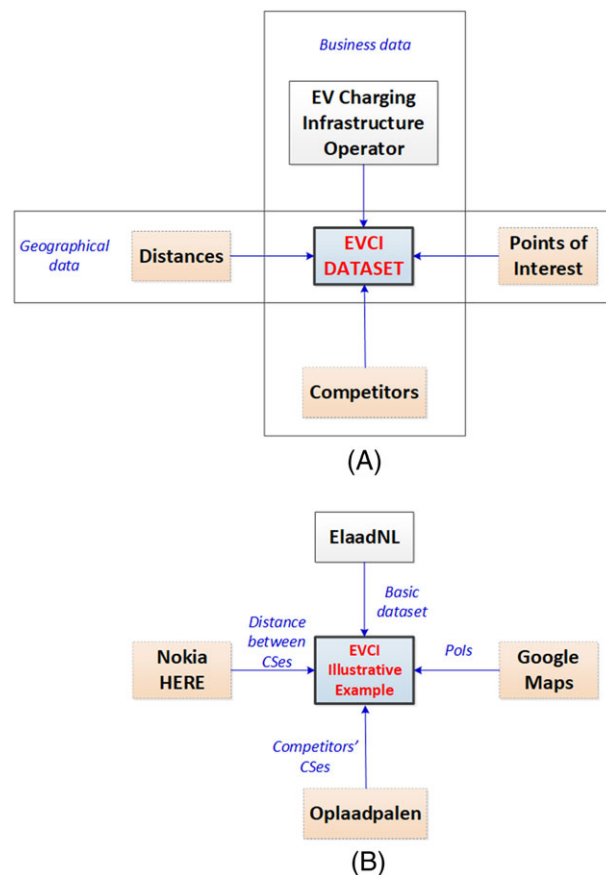 Business data
EV Charging
Infrastructure
Operator
Geographical
data
Distances
EVCI
DATASET
Points of
Interest
Competitors
(A)
ElaadNL
Basic
dataset
Distance
between
CSes
Nokia
HERE
EVCI
Illustrative
Example
PoIs
Google
Maps
Competitors'
CSes
Oplaadpalen
(B)